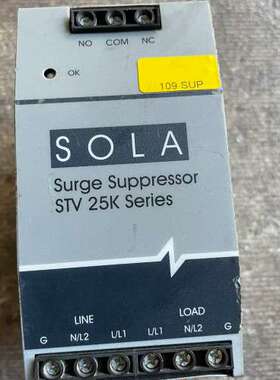 NO COM NC
OK
109 SUP
SOLA
Surge Suppressor
STV 25K Series
LINE LOAD
G N/L2 L/L1 L/L1 N/L2 G